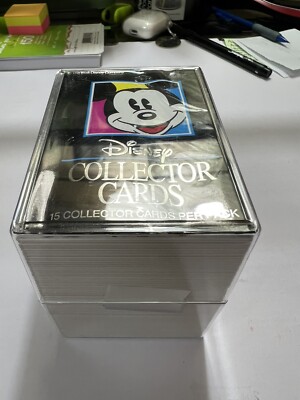 Disney
COLLECTOR
CARDS
15 COLLECTOR CARDS PER PACK